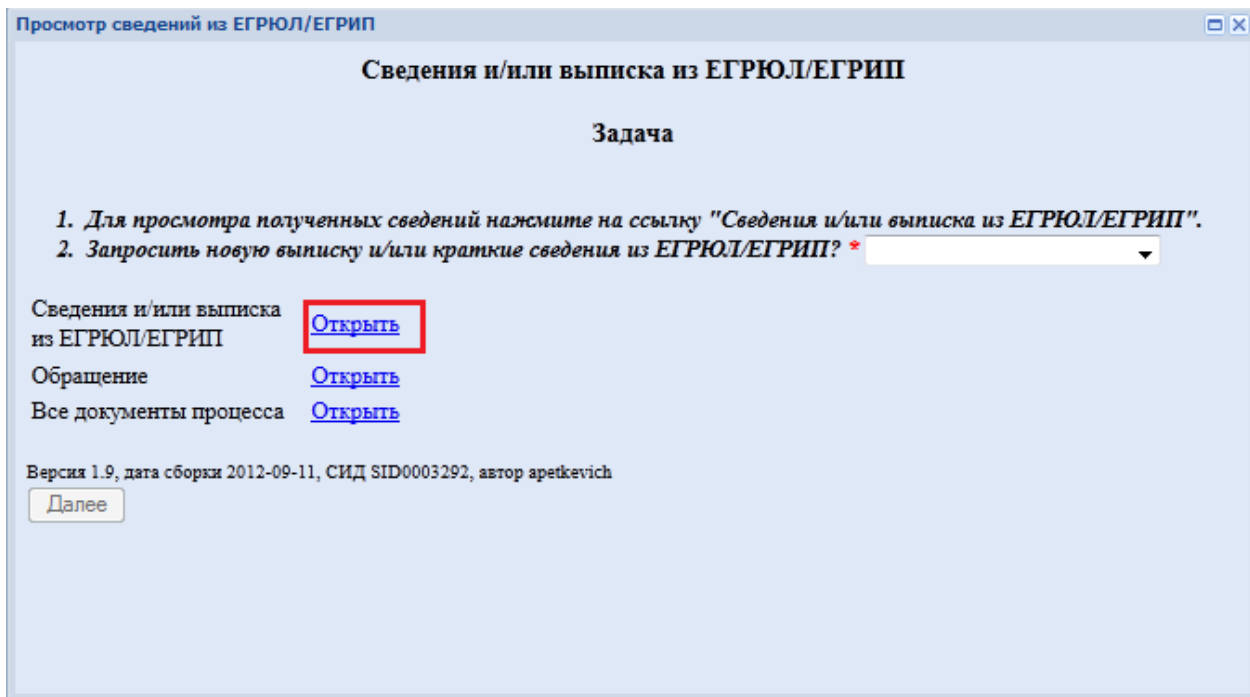 Просмотр сведений из ЕГРЮЛ/ЕГРИП
Сведения и/или выписка из ЕГРЮЛ/ЕГРИП
Задача
1. Для просмотра полученных сведений нажмите на ссылку "Сведения и/или выписка из ЕГРЮЛ/ЕГРИП".
2. Запросить новую выписку и/или краткие сведения из ЕГРЮЛ/ЕГРИП? *
Сведения и/или выписка
из ЕГРЮЛ/ЕГРИП
Открыть
Обращение Открыть
Все документы процесса Открыть
Версия 1.9, дата сборки 2012-09-11, СИД SID0003292, автор apetkevich
Далее